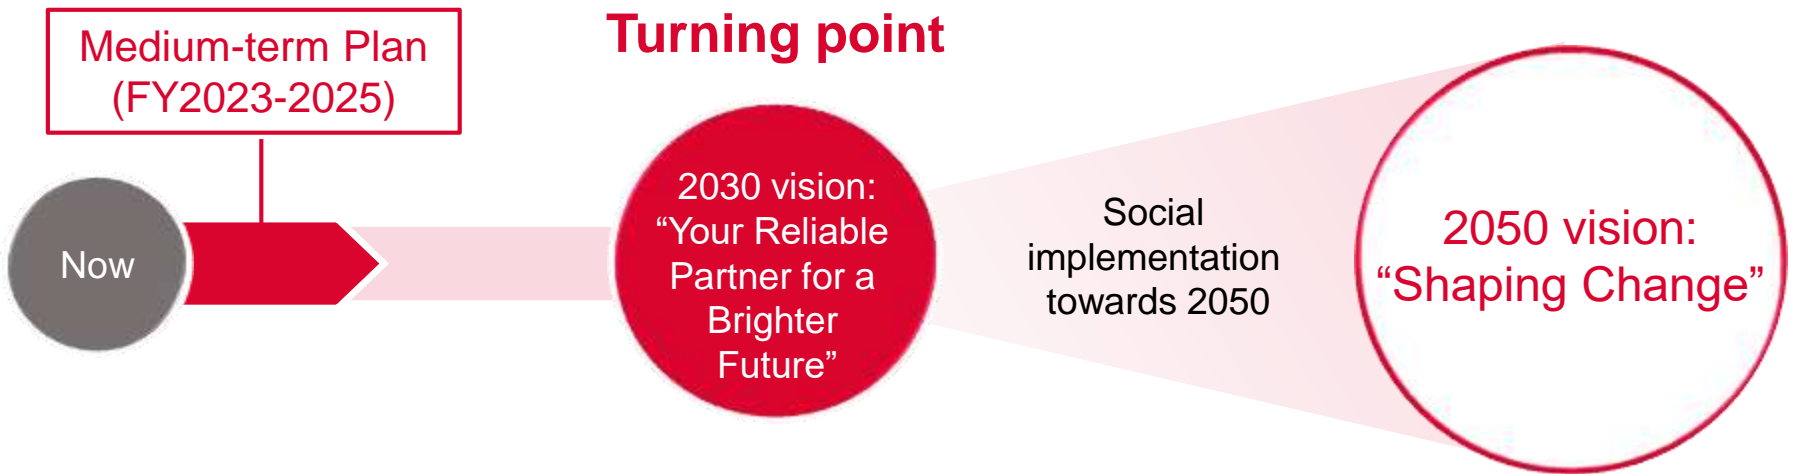 Medium-term Plan
(FY2023-2025)
Turning point
Now
2030 vision:
“Your Reliable
Partner for a
Brighter
Future”
Social
implementation
towards 2050
2050 vision:
“Shaping Change”